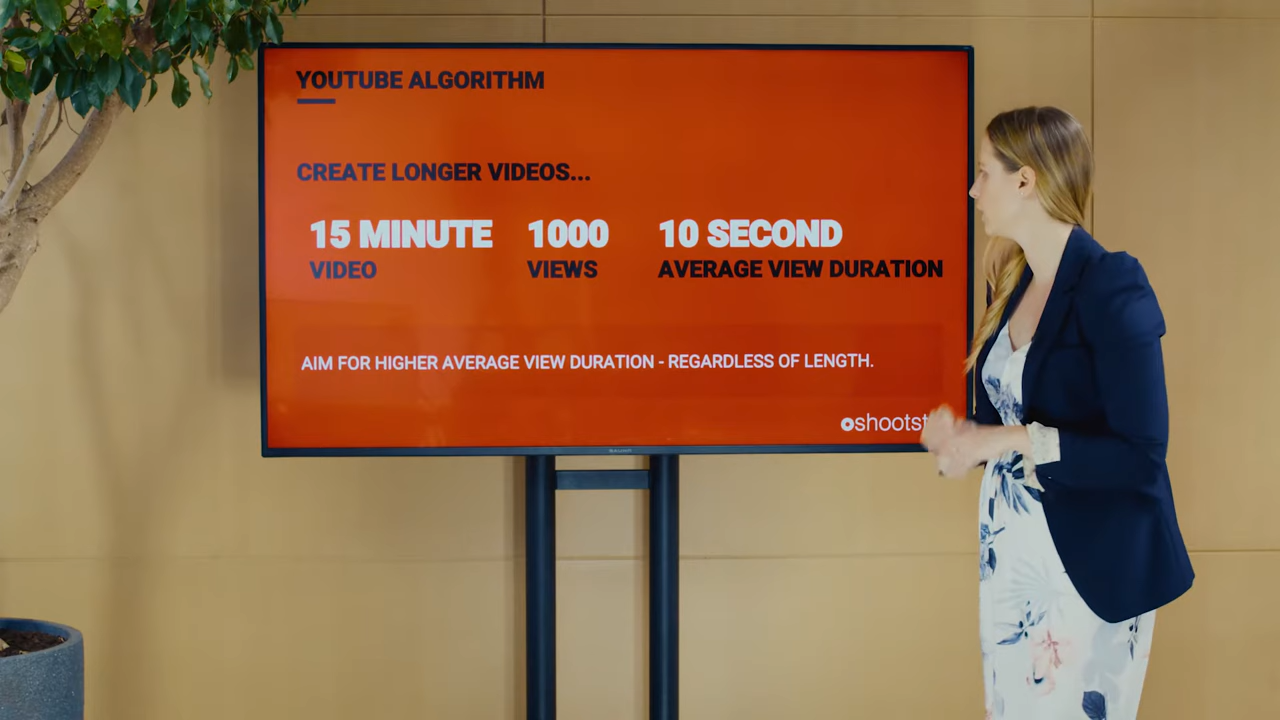 YOUTUBE ALGORITHM
CREATE LONGER VIDEOS...
15 MINUTE 1000 10 SECOND
VIDEO VIEWS AVERAGE VIEW DURATION
AIM FOR HIGHER AVERAGE VIEW DURATION - REGARDLESS OF LENGTH.